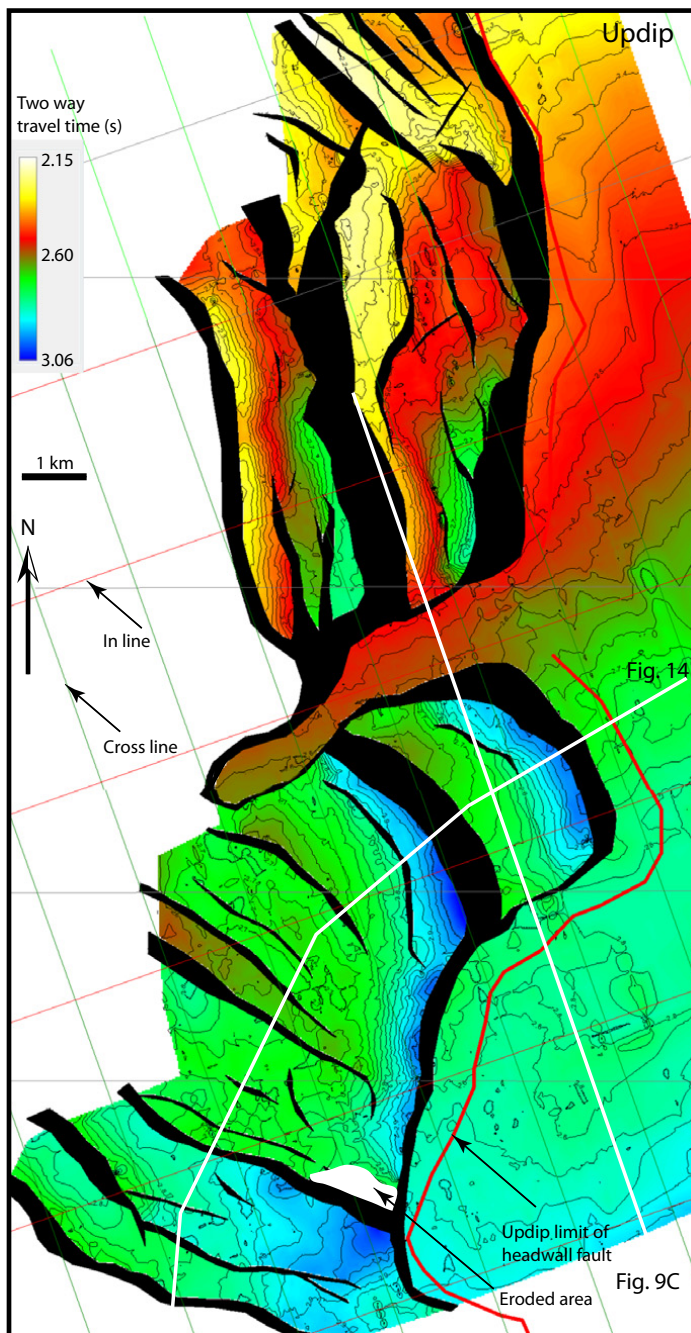 Updip
Two way
travel time (s)
2.15
2.60
3.06
1 km
N
In line
Fig. 14
Cross line
Updip limit of
headwall fault
Fig. 9C
Eroded area